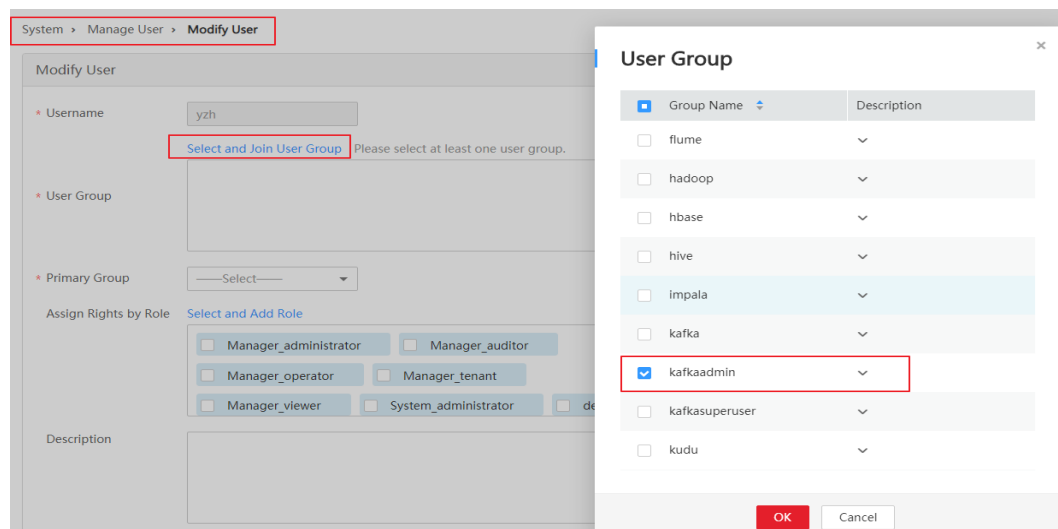 System > Manage User > Modify User
Modify User
* Username
yzh
Select and Join User Group Please select at least one user group.
* User Group
* Primary Group
——Select——
Assign Rights by Role
Select and Add Role
Manager_administrator
Manager_auditor
Manager_operator
Manager_tenant
Manager_viewer
System_administrator
de
Description
×
User Group
Group Name
Description
flume
hadoop
hbase
hive
impala
kafka
kafkaadmin
kafkasuperuser
kudu
OK
Cancel